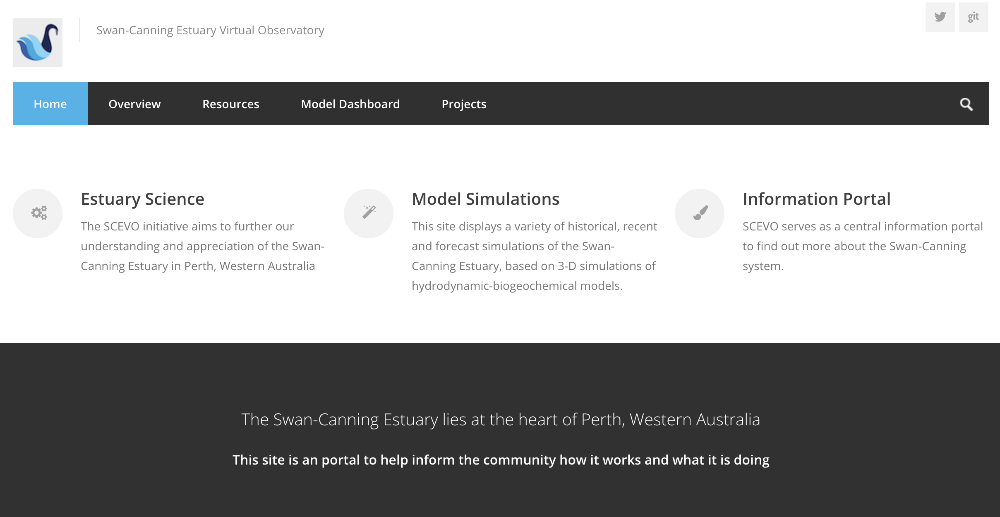 Swan-Canning Estuary Virtual Observatory
git
Home Overview Resources Model Dashboard Projects
Estuary Science
The SCEVO initiative aims to further our
understanding and appreciation of the Swan-
Canning Estuary in Perth, Western Australia
Model Simulations
This site displays a variety of historical, recent
and forecast simulations of the Swan-
Canning Estuary, based on 3-D simulations of
hydrodynamic-biogeochemical models.
Information Portal
SCEVO serves as a central information portal
to find out more about the Swan-Canning
system.
The Swan-Canning Estuary lies at the heart of Perth, Western Australia
This site is an portal to help inform the community how it works and what it is doing